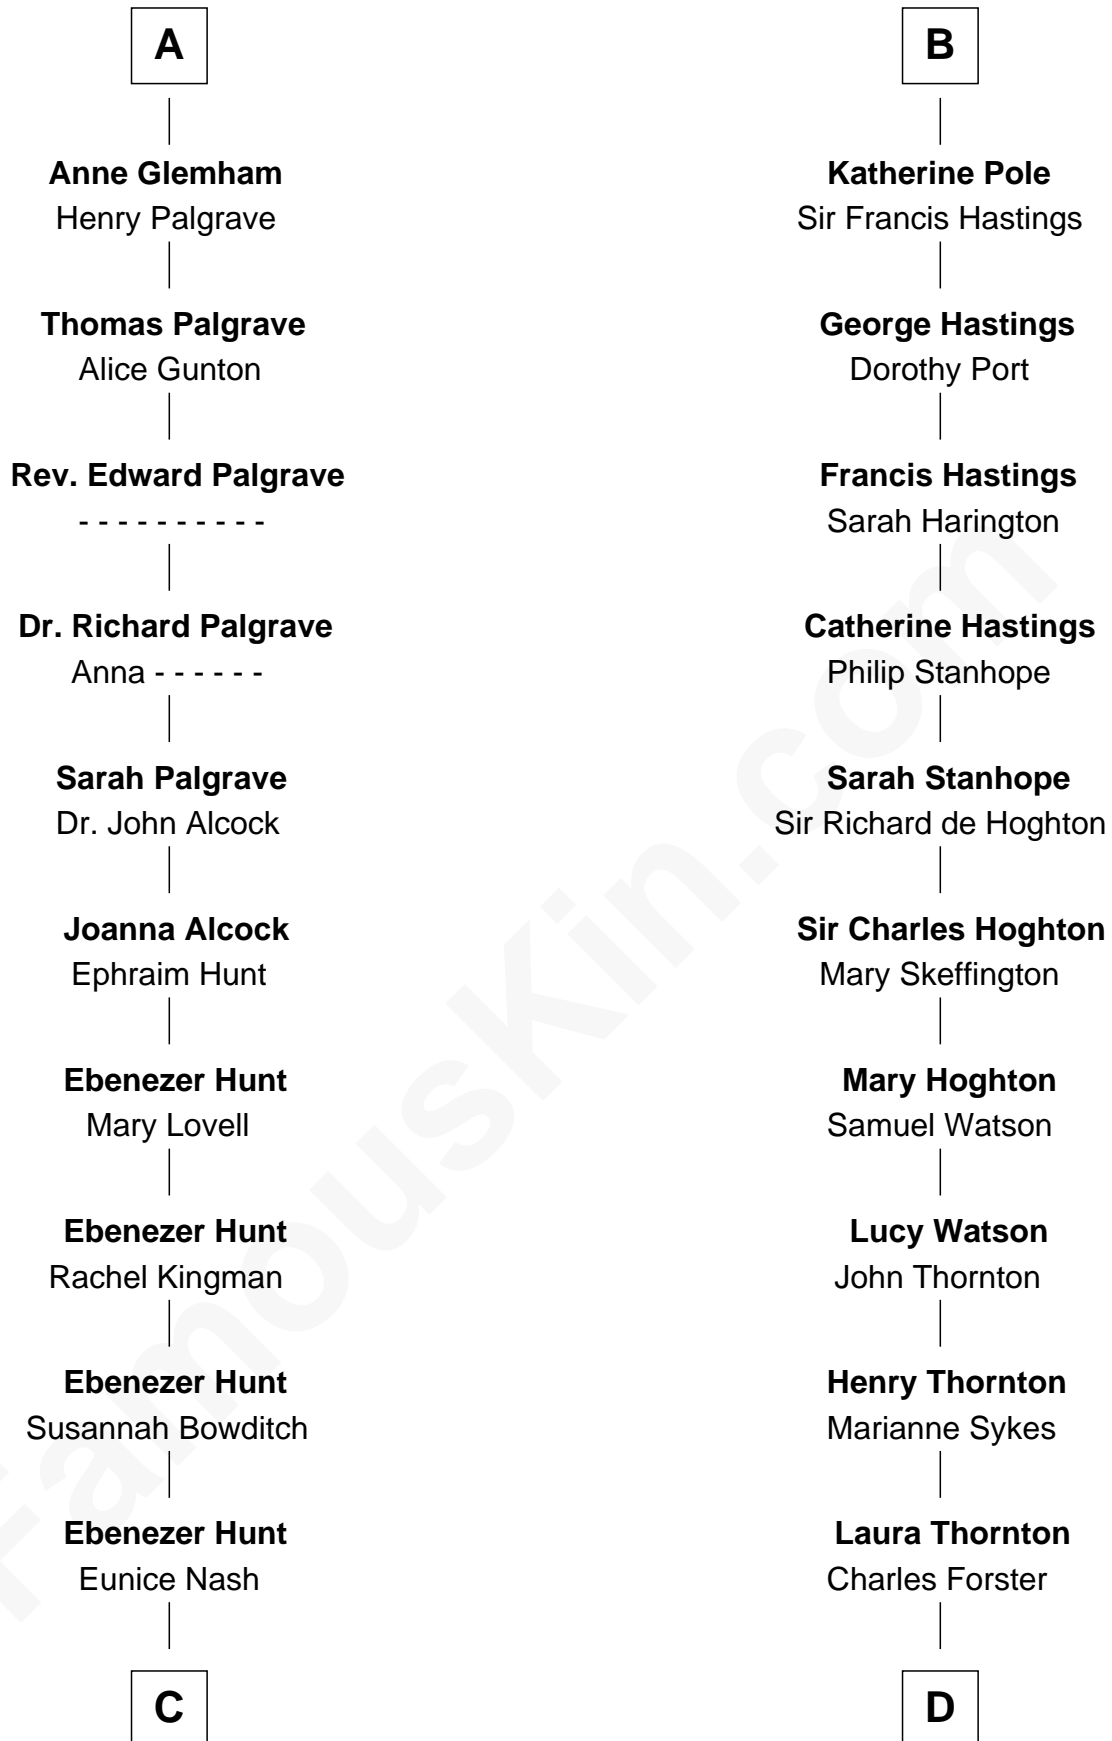 A
Anne Glemham
Henry Palgrave
Thomas Palgrave
Alice Gunton
Rev. Edward Palgrave
- - - - - - - - - -
Dr. Richard Palgrave
Anna - - - - - -
Sarah Palgrave
Dr. John Alcock
Joanna Alcock
Ephraim Hunt
Ebenezer Hunt
Mary Lovell
Ebenezer Hunt
Rachel Kingman
Ebenezer Hunt
Susannah Bowditch
Ebenezer Hunt
Eunice Nash
C
B
Katherine Pole
Sir Francis Hastings
George Hastings
Dorothy Port
Francis Hastings
Sarah Harington
Catherine Hastings
Philip Stanhope
Sarah Stanhope
Sir Richard de Hoghton
Sir Charles Hoghton
Mary Skeffington
Mary Hoghton
Samuel Watson
Lucy Watson
John Thornton
Henry Thornton
Marianne Sykes
Laura Thornton
Charles Forster
D
FamousKin.com